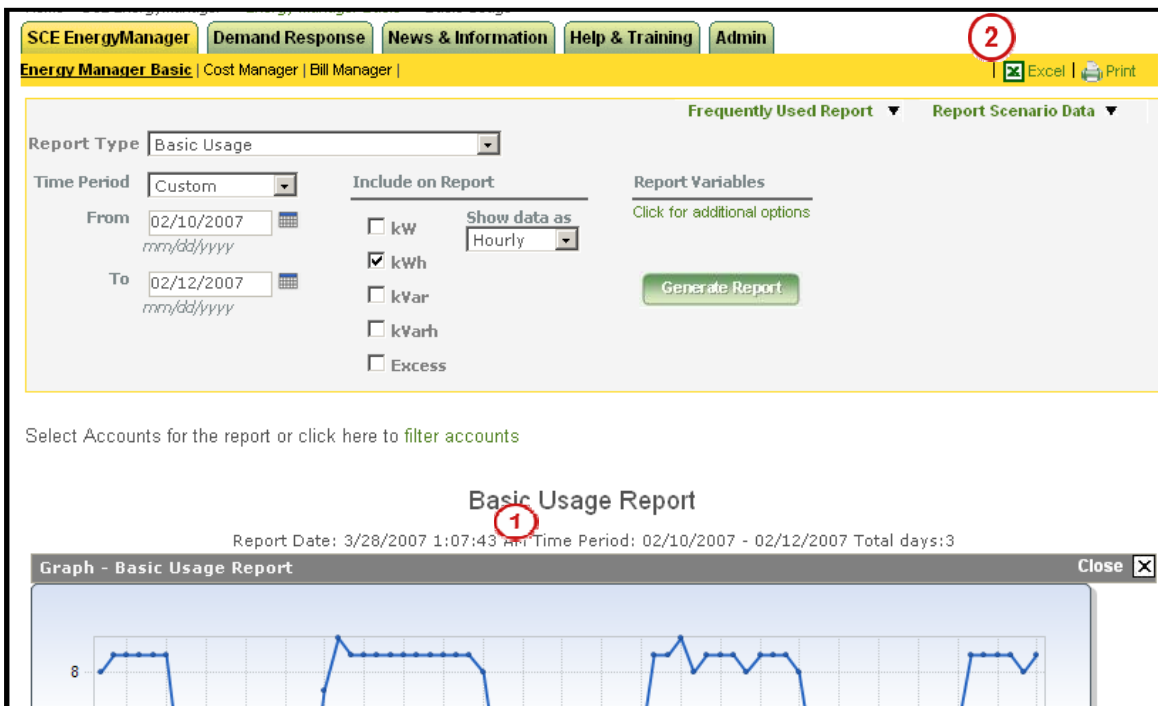 SCE EnergyManager Demand Response News & Information Help & Training Admin 2
Energy Manager Basic | Cost Manager | Bill Manager | | Excel | Print
Frequently Used Report ▼ Report Scenario Data ▼
Report Type Basic Usage
Time Period Custom Include on Report Report Variables
From 02/10/2007 kW Show data as Click for additional options
mm/dd/yyyy Hourly
kWh
To 02/12/2007 Generate Report
mm/dd/yyyy kVar
kVarh
Excess
Select Accounts for the report or click here to filter accounts
Basic Usage Report
1
Report Date: 3/28/2007 1:07:43 AM Time Period: 02/10/2007 - 02/12/2007 Total days:3
Graph - Basic Usage Report Close X
8